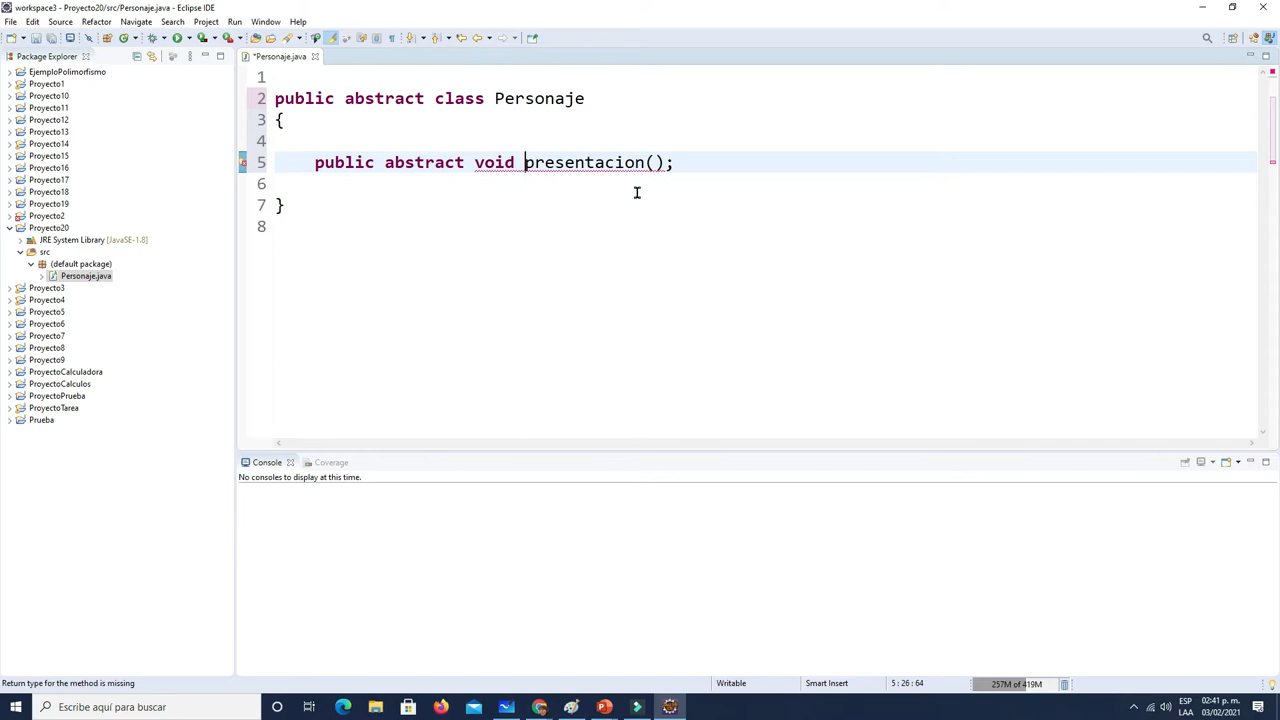 workspace3 - Proyecto20/src/Personaje.java - Eclipse IDE
File Edit Source Refactor Navigate Search Project Run Window Help
Package Explorer
*Personaje.java
EjemploPolimorfismo
Proyecto1
Proyecto10
Proyecto11
Proyecto12
Proyecto13
Proyecto14
Proyecto15
Proyecto16
Proyecto17
Proyecto18
Proyecto19
Proyecto2
Proyecto20
JRE System Library [JavaSE-1.8]
src
(default package)
Personaje.java
Proyecto3
Proyecto4
Proyecto5
Proyecto6
Proyecto7
Proyecto8
Proyecto9
ProyectoCalculadora
ProyectoCalculos
ProyectoPrueba
ProyectoTarea
Prueba
1
2 public abstract class Personaje
3 {
4
5 public abstract void presentacion();
6
7 }
8
Console Coverage
No consoles to display at this time.
Return type for the method is missing
Writable
Smart Insert
5 : 26 : 64
257M of 419M
Escribe aquí para buscar
ESP
LAA
02:41 p. m.
03/02/2021